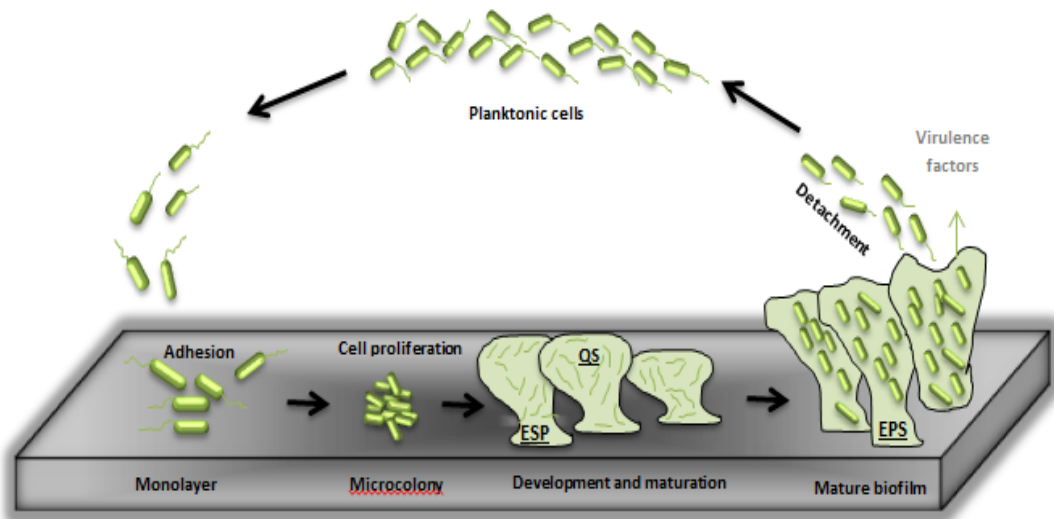 Planktonic cells
Virulence
factors
Detachment
Adhesion
Cell proliferation
QS
ESP
EPS
Monolayer
Microcolony
Development and maturation
Mature biofilm